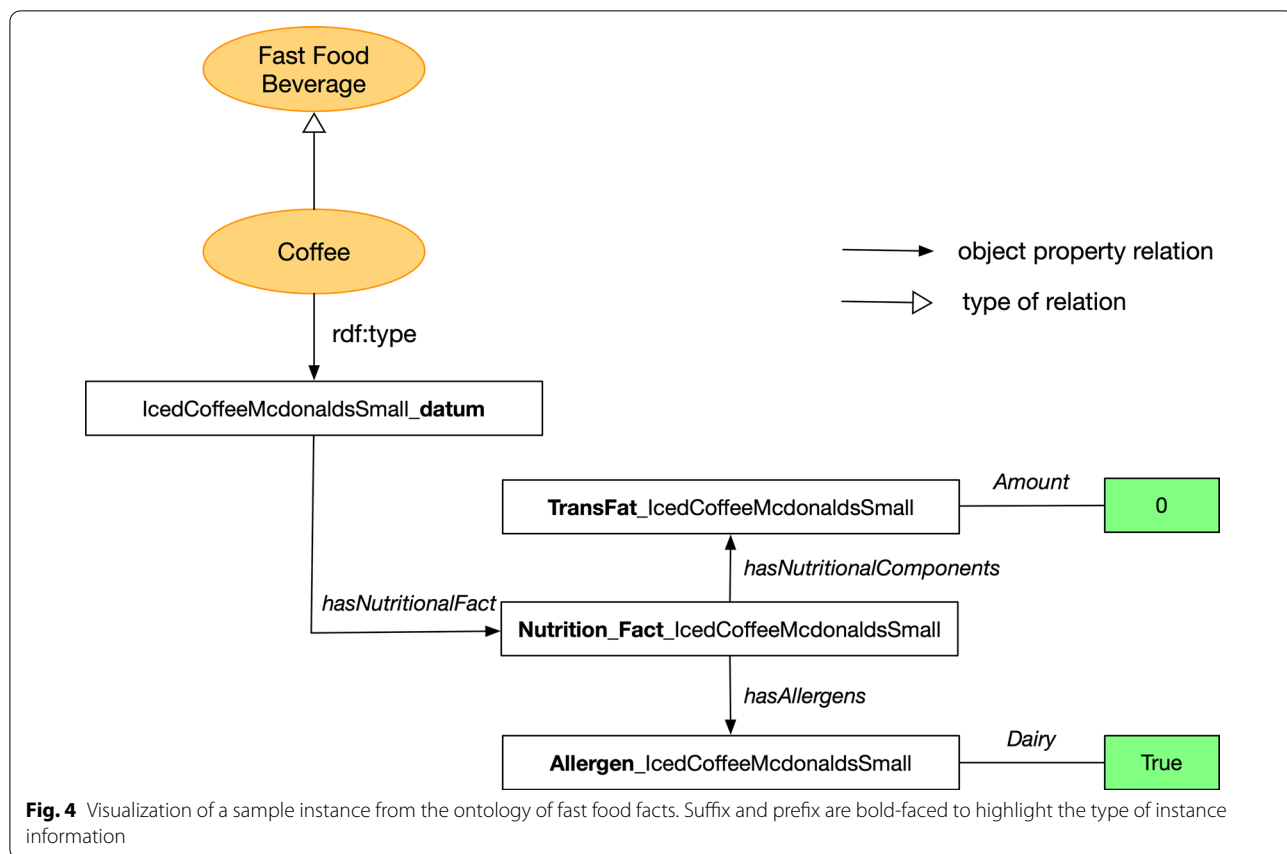 Fast Food
Beverage
Coffee
object property relation
type of relation
rdf:type
IcedCoffeeMcdonaldsSmall_datum
Amount
TransFat_IcedCoffeeMcdonaldsSmall
0
hasNutritionalComponents
hasNutritionalFact
Nutrition_Fact_IcedCoffeeMcdonaldsSmall
hasAllergens
Dairy
Allergen_IcedCoffeeMcdonaldsSmall
True
Fig. 4 Visualization of a sample instance from the ontology of fast food facts. Suffix and prefix are bold-faced to highlight the type of instance
information